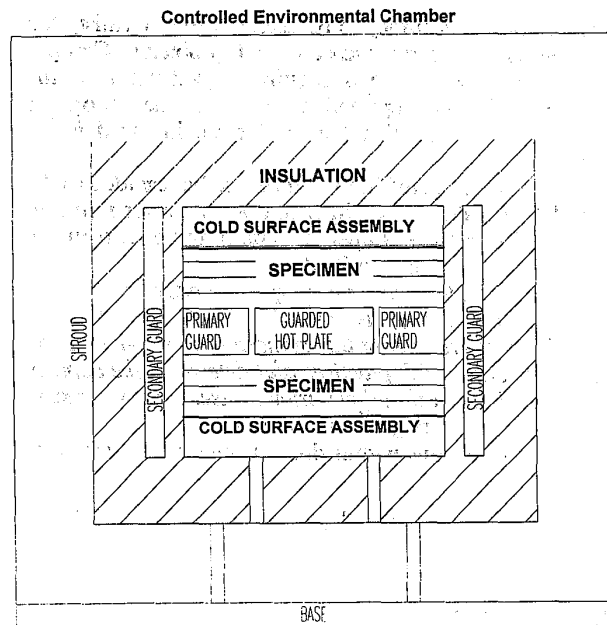 Controlled Environmental Chamber
INSULATION
COLD SURFACE ASSEMBLY
SPECIMEN
SHROUD
SECONDARY GUARD
PRIMARY
GUARD
GUARDED
HOT PLATE
PRIMARY
GUARD
SECONDARY GUARD
SPECIMEN
COLD SURFACE ASSEMBLY
BASE